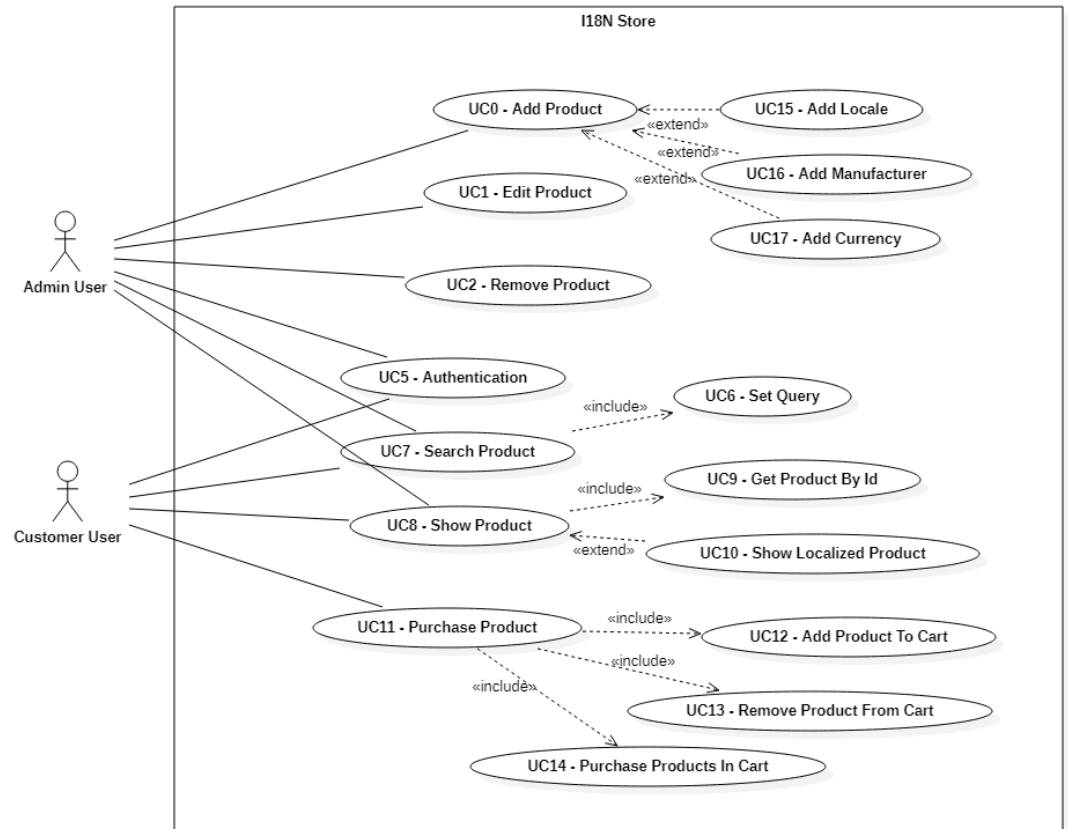 I18N Store
UC0 - Add Product
UC15 - Add Locale
«extend»
«extend»
UC16 - Add Manufacturer
«extend»
UC1 - Edit Product
UC17 - Add Currency
Admin User
UC2 - Remove Product
UC5 - Authentication
UC6 - Set Query
«include»
UC7 - Search Product
UC9 - Get Product By Id
«include»
Customer User
UC8 - Show Product
«extend»
UC10 - Show Localized Product
UC11 - Purchase Product
«include»
UC12 - Add Product To Cart
«include»
«include»
UC13 - Remove Product From Cart
UC14 - Purchase Products In Cart